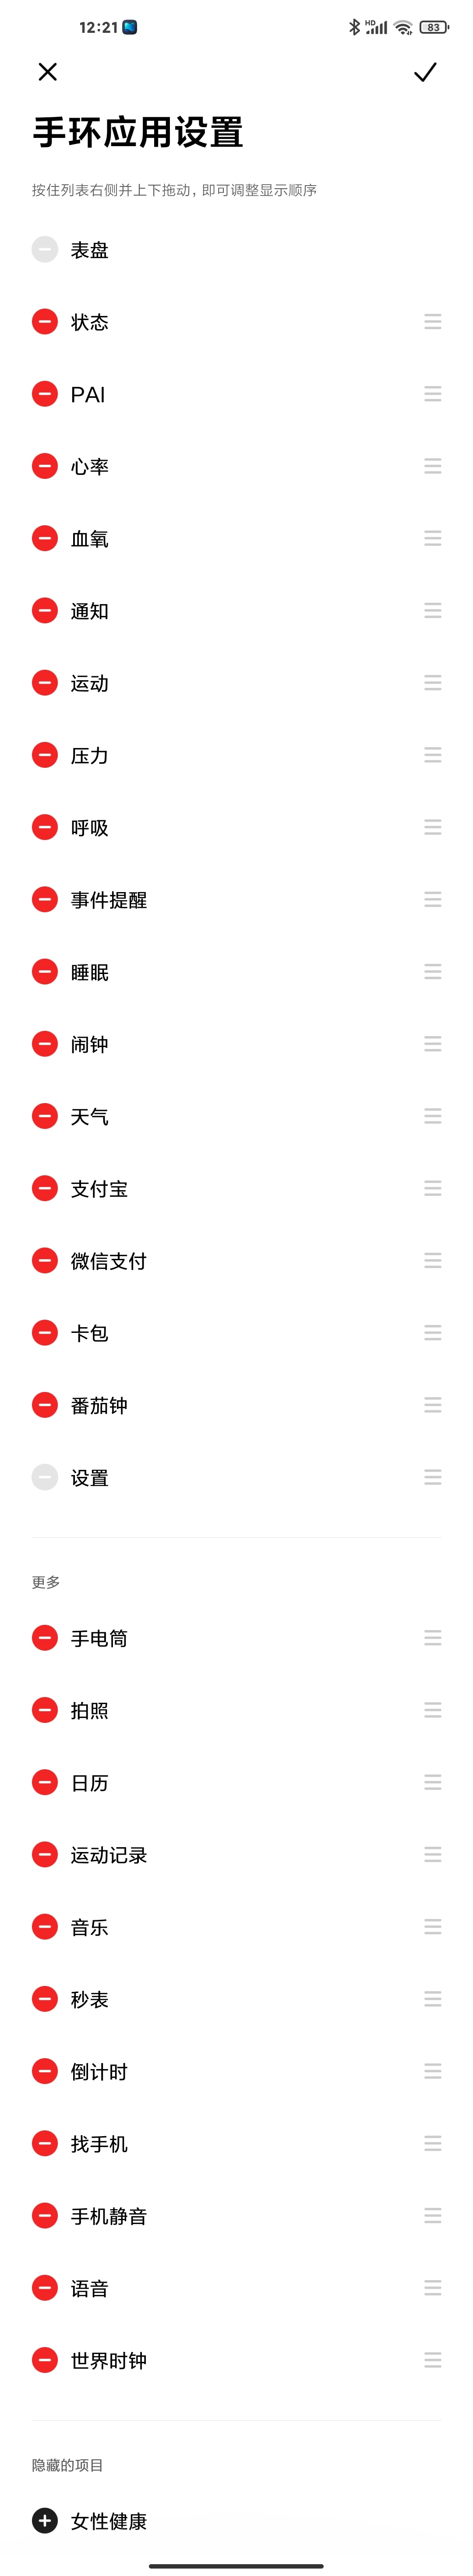 12:21
HD
83
手环应用设置
按住列表右侧并上下拖动，即可调整显示顺序
表盘
状态
PAI
心率
血氧
通知
运动
压力
呼吸
事件提醒
睡眠
闹钟
天气
支付宝
微信支付
卡包
番茄钟
设置
更多
手电筒
拍照
日历
运动记录
音乐
秒表
倒计时
找手机
手机静音
语音
世界时钟
隐藏的项目
女性健康